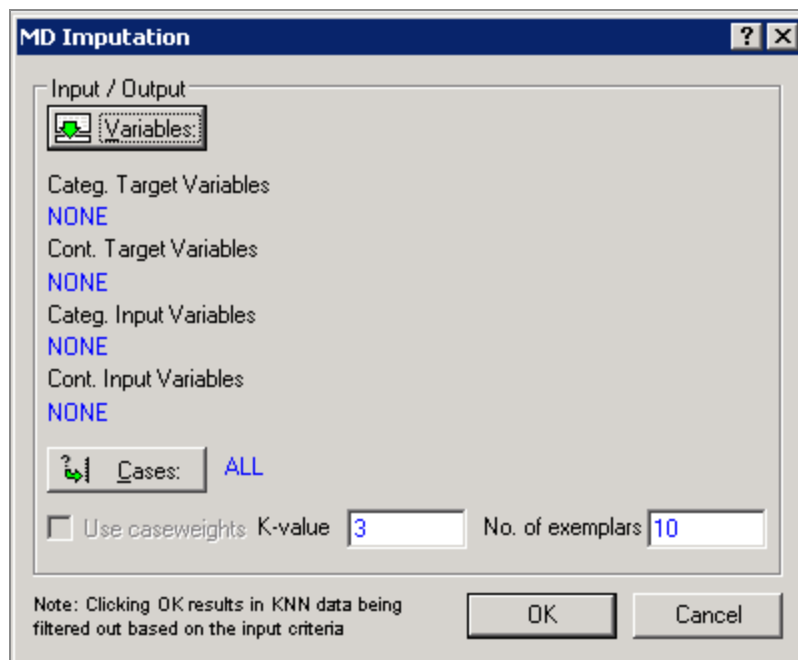 MD Imputation
Input / Output
Variables:
Categ. Target Variables
NONE
Cont. Target Variables
NONE
Categ. Input Variables
NONE
Cont. Input Variables
NONE
Cases: ALL
Use caseweights K-value 3 No. of exemplars 10
Note: Clicking OK results in KNN data being
filtered out based on the input criteria
OK Cancel